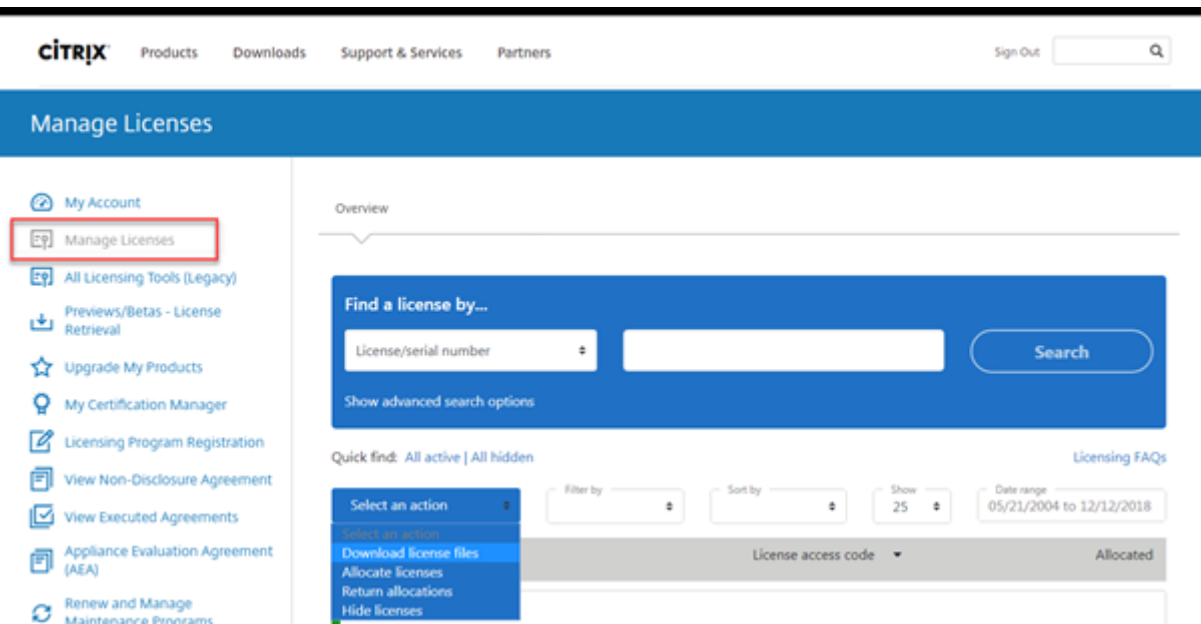 CİTRIX Products Downloads Support & Services Partners Sign Out
Manage Licenses
My Account
Manage Licenses
All Licensing Tools (Legacy)
Previews/Betas - License
Retrieval
Upgrade My Products
My Certification Manager
Licensing Program Registration
View Non-Disclosure Agreement
View Executed Agreements
Appliance Evaluation Agreement
(AEA)
Renew and Manage
Maintenance Programs
Overview
Find a license by...
License/serial number
Search
Show advanced search options
Quick find: All active | All hidden
Licensing FAQs
Select an action
Filter by
Sort by
Show
25
Date range
05/21/2004 to 12/12/2018
Select an action
Download license files
Allocate licenses
Return allocations
Hide licenses
License access code
Allocated